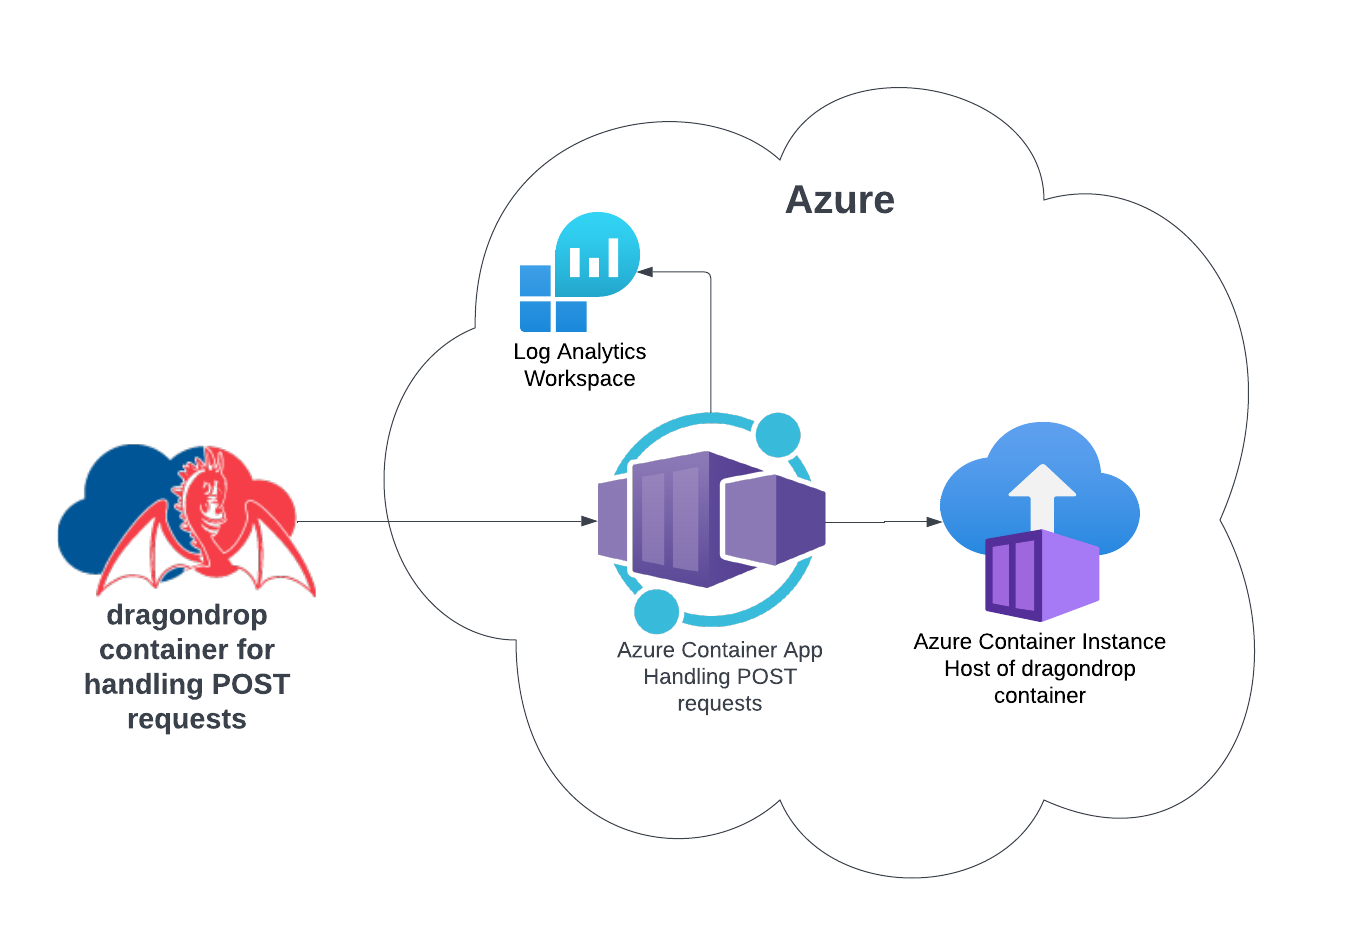 Azure
Log Analytics
Workspace
dragondrop
container for
handling POST
requests
Azure Container App
Handling POST
requests
Azure Container Instance
Host of dragondrop
container